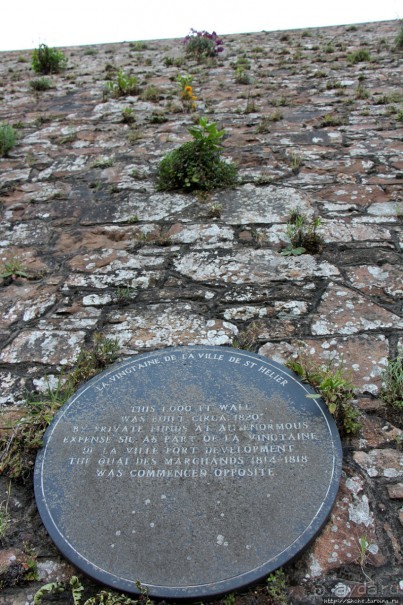 LA VINGTAINE DE LA VILLE DE ST HELIER
THIS 1,000 FT WALL
WAS BUILT CIRCA 1820
BY PRIVATE FUNDS AT AN ENORMOUS
EXPENSE SIC, AS PART OF LA VINGTAINE
DE LA VILLE PORT DEVELOPMENT
THE QUAI DES MARCHANDS 1814-1818
WAS COMMENCED OPPOSITE